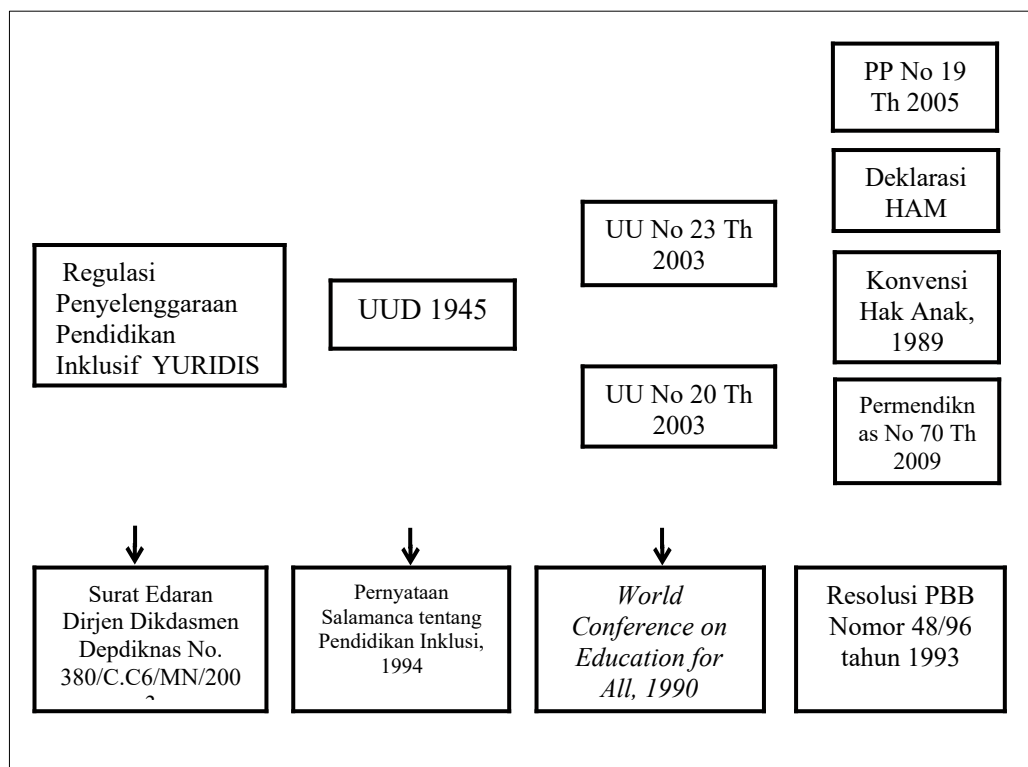 PP No 19
Th 2005
Deklarasi
HAM
UU No 23 Th
2003
Regulasi
Penyelenggaraan
Pendidikan
Inklusif YURIDIS
UUD 1945
Konvensi
Hak Anak,
1989
UU No 20 Th
2003
Permendikn
as No 70 Th
2009
Surat Edaran
Dirjen Dikdasmen
Depdiknas No.
380/C.C6/MN/200
Pernyataan
Salamanca tentang
Pendidikan Inklusi,
1994
World
Conference on
Education for
All, 1990
Resolusi PBB
Nomor 48/96
tahun 1993